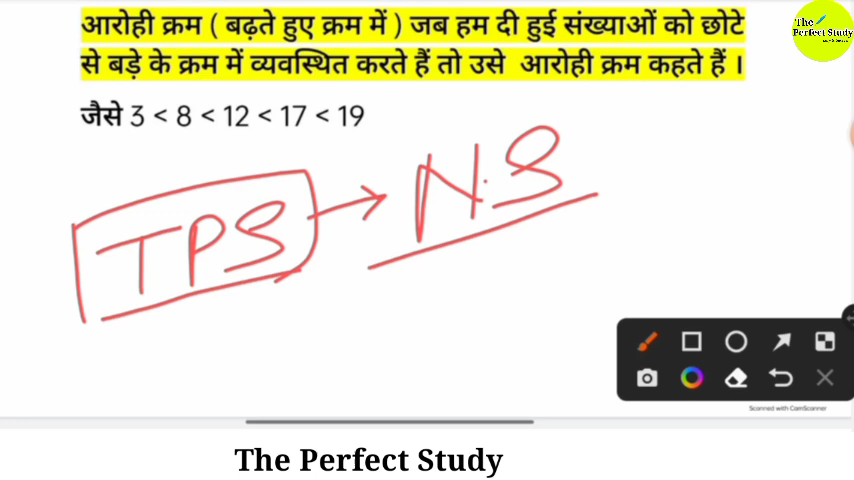 आरोही क्रम ( बढ़ते हुए क्रम में ) जब हम दी हुई संख्याओं को छोटे
से बड़े के क्रम में व्यवस्थित करते हैं तो उसे आरोही क्रम कहते हैं ।
The
Perfect Study
जैसे 3 < 8 < 12 < 17 < 19
TPS → N.S
Scanned with CamScanner
The Perfect Study